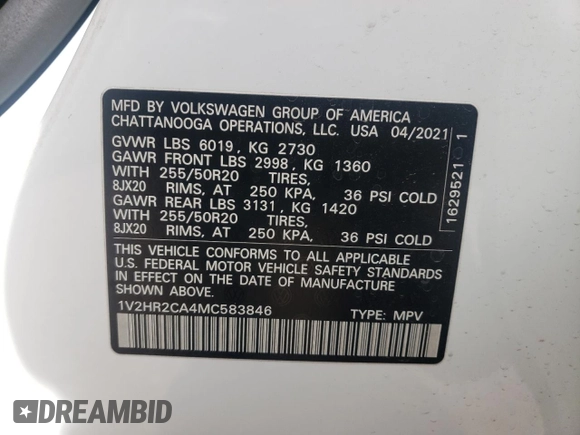 MFD BY VOLKSWAGEN GROUP OF AMERICA
CHATTANOOGA OPERATIONS, LLC. USA 04/2021
GVWR LBS 6019, KG 2730
GAWR FRONT LBS 2998, KG 1360
WITH 255/50R20 TIRES,
8JX20 RIMS, AT 250 KPA, 36 PSI COLD
GAWR REAR LBS 3131, KG 1420
WITH 255/50R20 TIRES,
8JX20 RIMS, AT 250 KPA, 36 PSI COLD
THIS VEHICLE CONFORMS TO ALL APPLICABLE
U.S. FEDERAL MOTOR VEHICLE SAFETY STANDARDS
IN EFFECT ON THE DATE OF MANUFACTURE
SHOWN ABOVE.
1V2HR2CA4MC583846 TYPE: MPV
1629521 1
DREAMBID